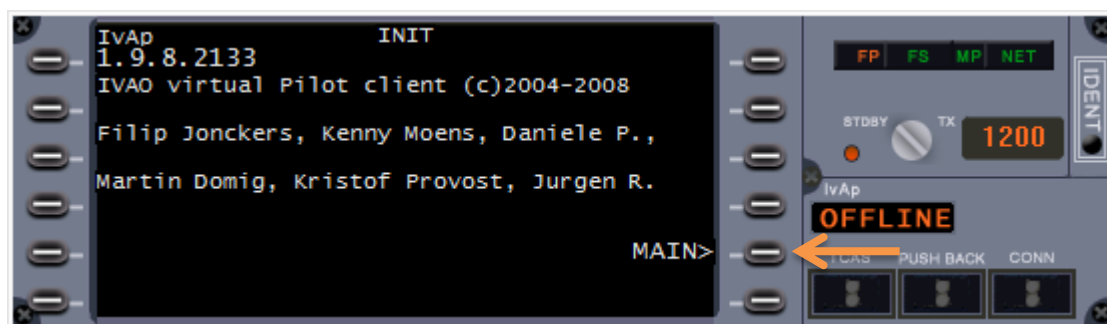 IvAp INIT
1.9.8.2133
IVAO virtual Pilot client (c)2004-2008
Filip Jonckers, Kenny Moens, Daniele P.,
Martin Domig, Kristof Provost, Jurgen R.
MAIN>
FP FS MP NET
STDBY TX 1200
IDENT
IvAp
OFFLINE
TCAS PUSH BACK CONN